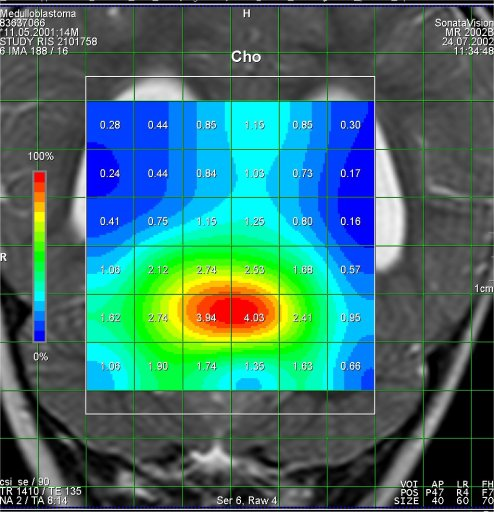 Medulloblastoma
83637066
*11.05.2001:14M
STUDY RIS 2101758
6 IMA 188 / 16
H
SonataVision
MR 2002B
24.07.2002
11:34:48
Cho
0.28 0.44 0.85 1.15 0.85 0.30
100%
0.24 0.44 0.84 1.03 0.73 0.17
0.41 0.75 1.15 1.25 0.80 0.16
R
1.06 2.12 2.74 2.53 1.68 0.57
1cm
1.62 2.74 3.94 4.03 2.41 0.95
0%
1.06 1.90 1.74 1.35 1.63 0.66
csi_se / 90
TR 1410 / TE 135
NA 2 / TA 8:14
Ser 6, Raw 4
VOI AP LR FH
POS P47 R4 F7
SIZE 40 60 70